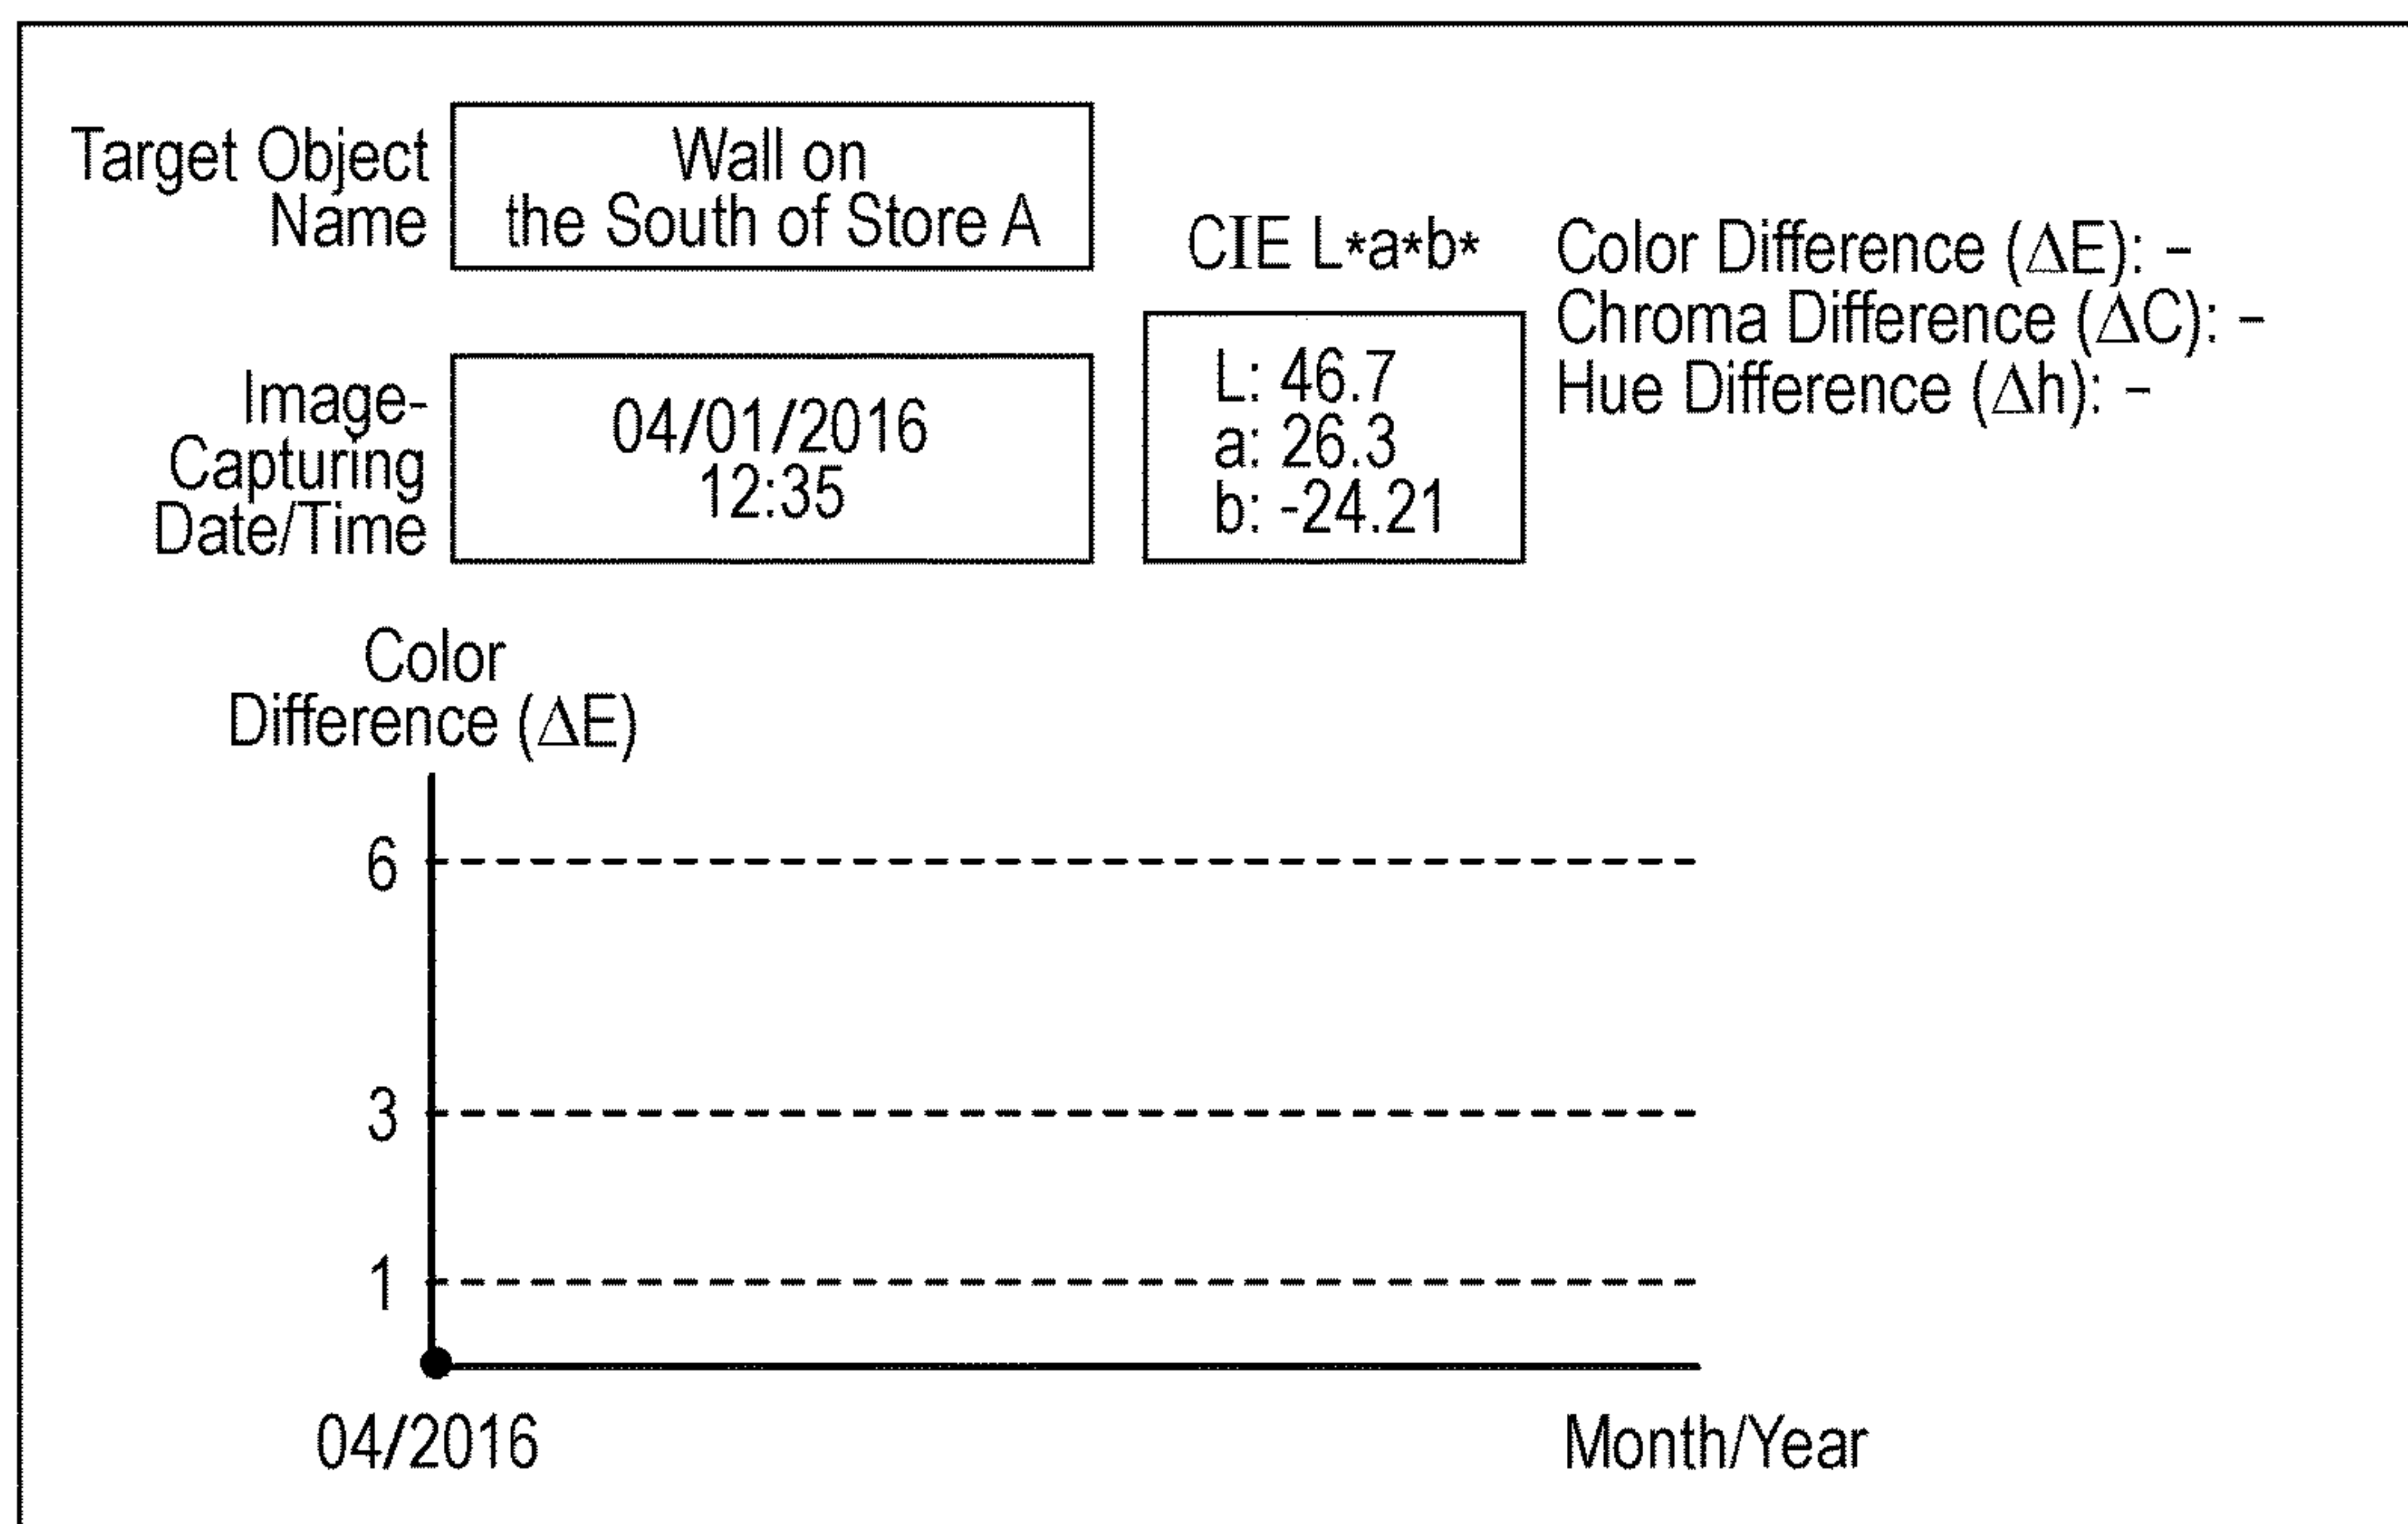 Target Object
Name
Wall on
the South of Store A
Image-
Capturing
Date/Time
04/01/2016
12:35
CIE L*a*b*
L: 46.7
a: 26.3
b: -24.21
Color Difference (ΔE): –
Chroma Difference (ΔC): –
Hue Difference (Δh): –
Color
Difference (ΔE)
6
3
1
04/2016
Month/Year